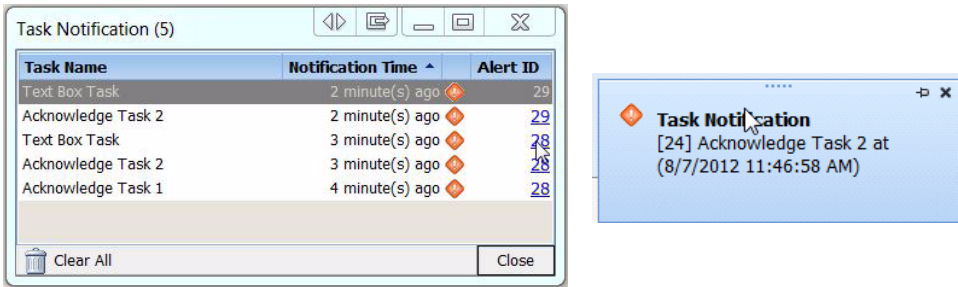 Task Notification (5)
Task Name Notification Time Alert ID
Text Box Task 2 minute(s) ago 29
Acknowledge Task 2 2 minute(s) ago 29
Text Box Task 3 minute(s) ago 28
Acknowledge Task 2 3 minute(s) ago 28
Acknowledge Task 1 4 minute(s) ago 28
Clear All Close
Task Notification
[24] Acknowledge Task 2 at
(8/7/2012 11:46:58 AM)